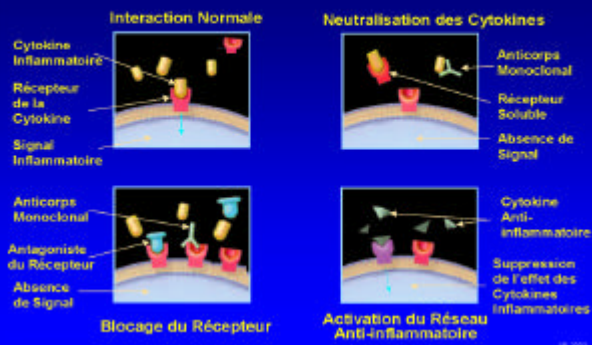 Interaction Normale
Cytokine
Inflammatoire
Récepteur
de la
Cytokine
Signal
Inflammatoire
Neutralisation des Cytokines
Anticorps
Monoclonal
Récepteur
Soluble
Absence de
Signal
Anticorps
Monoclonal
Antagoniste
du Récepteur
Absence
de Signal
Blocage du Récepteur
Cytokine
Anti-
inflammatoire
Suppression
de l'effet des
Cytokines
Inflammatoires
Activation du Réseau
Anti-inflammatoire